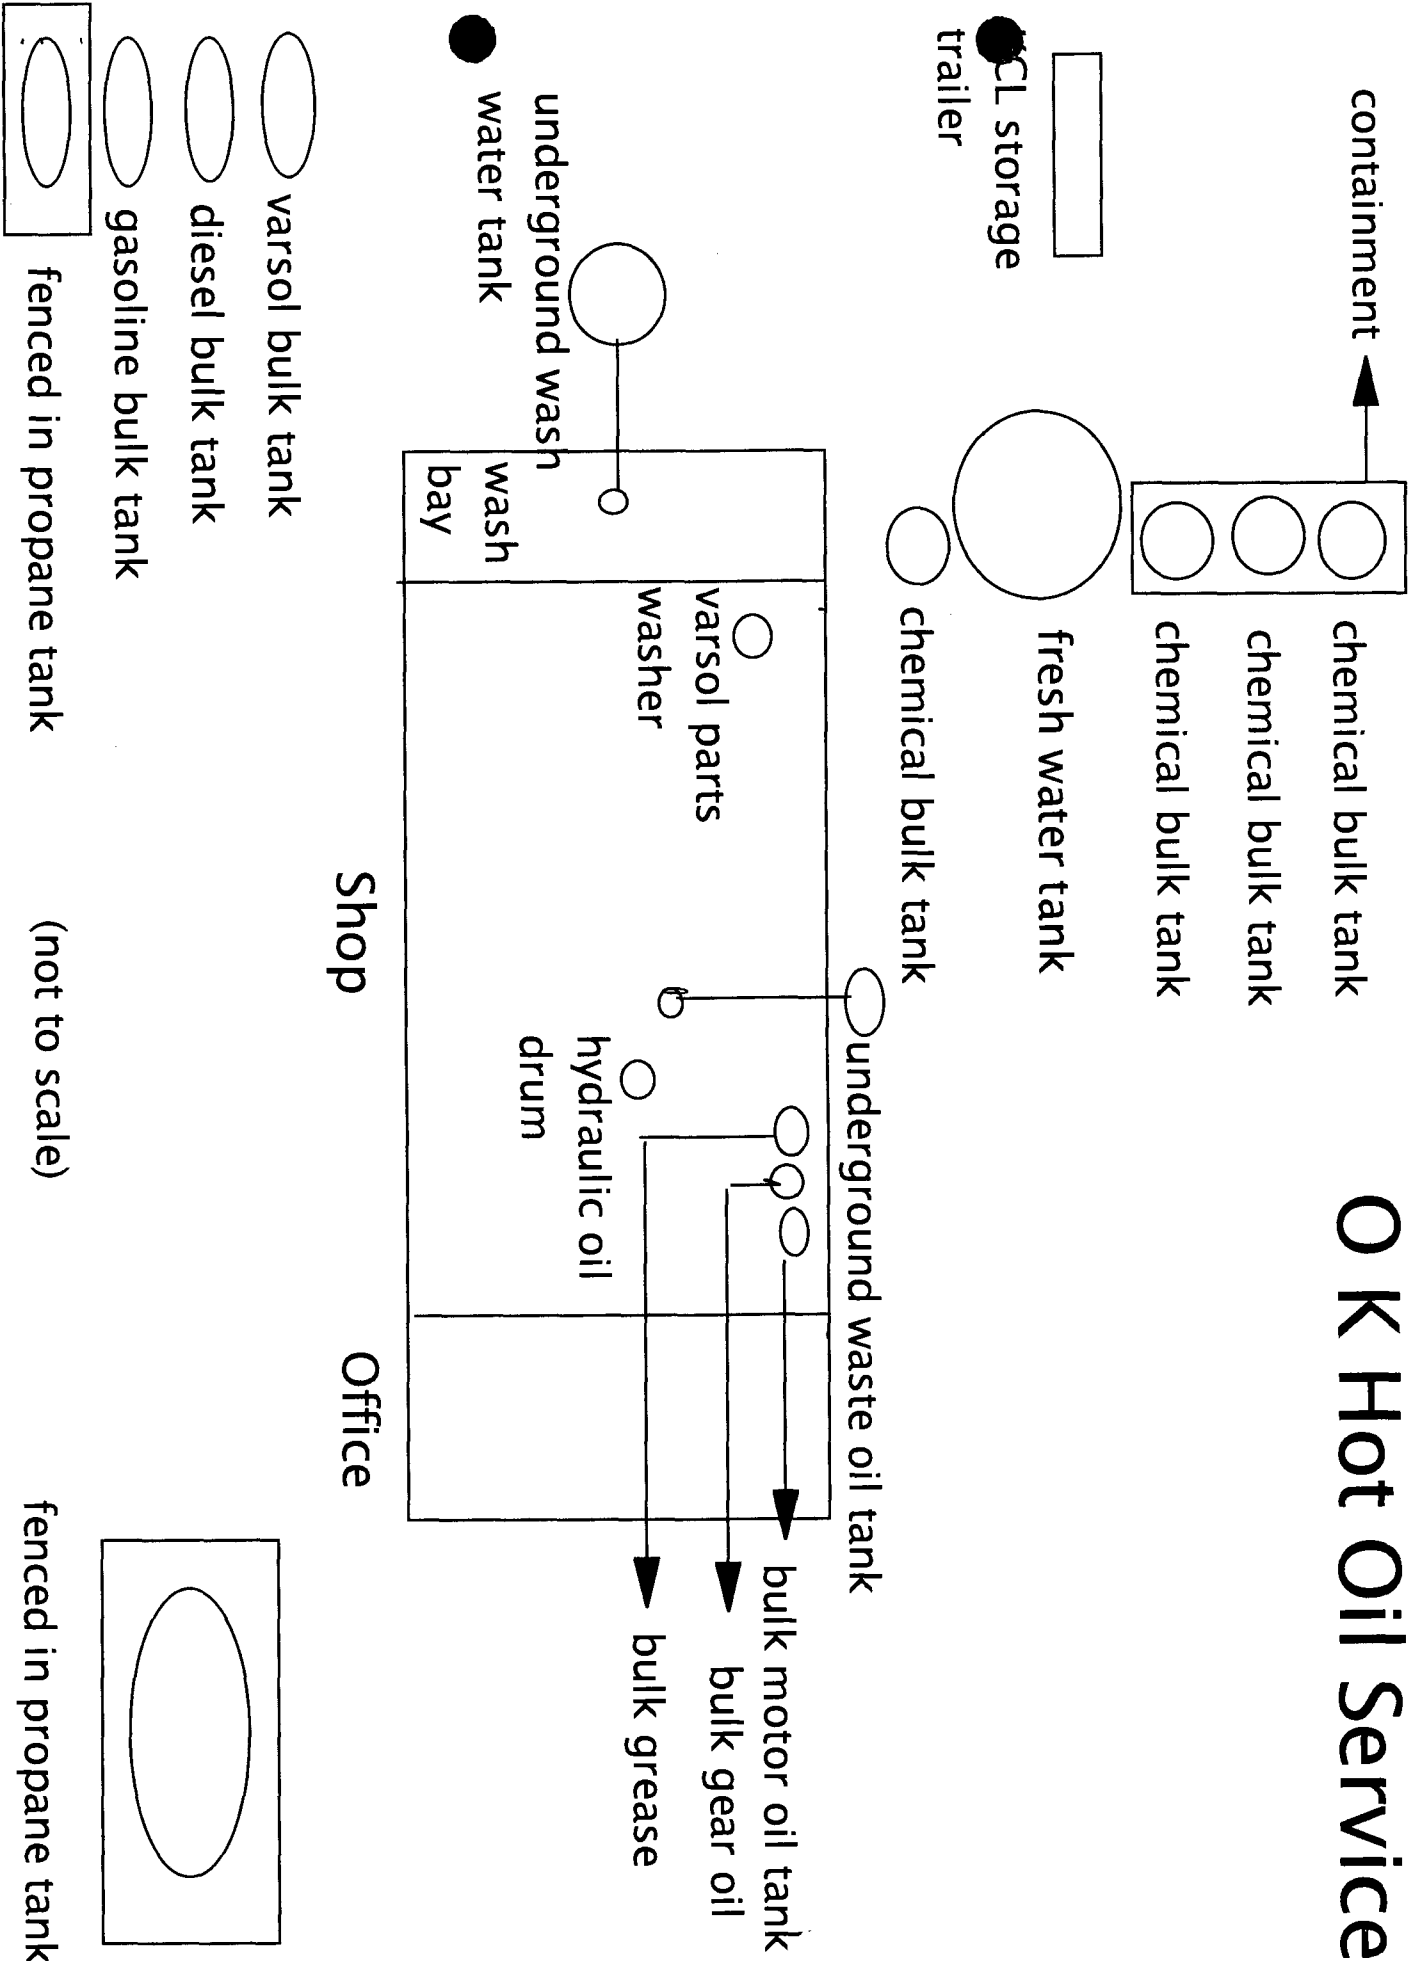 O K Hot Oil Service
containment
chemical bulk tank
chemical bulk tank
chemical bulk tank
fresh water tank
chemical bulk tank
CL storage
trailer
underground waste oil tank
underground wash
water tank
wash
bay
varsol parts
washer
hydraulic oil
drum
bulk motor oil tank
bulk gear oil
bulk grease
Shop
Office
varsol bulk tank
diesel bulk tank
gasoline bulk tank
fenced in propane tank
(not to scale)
fenced in propane tank